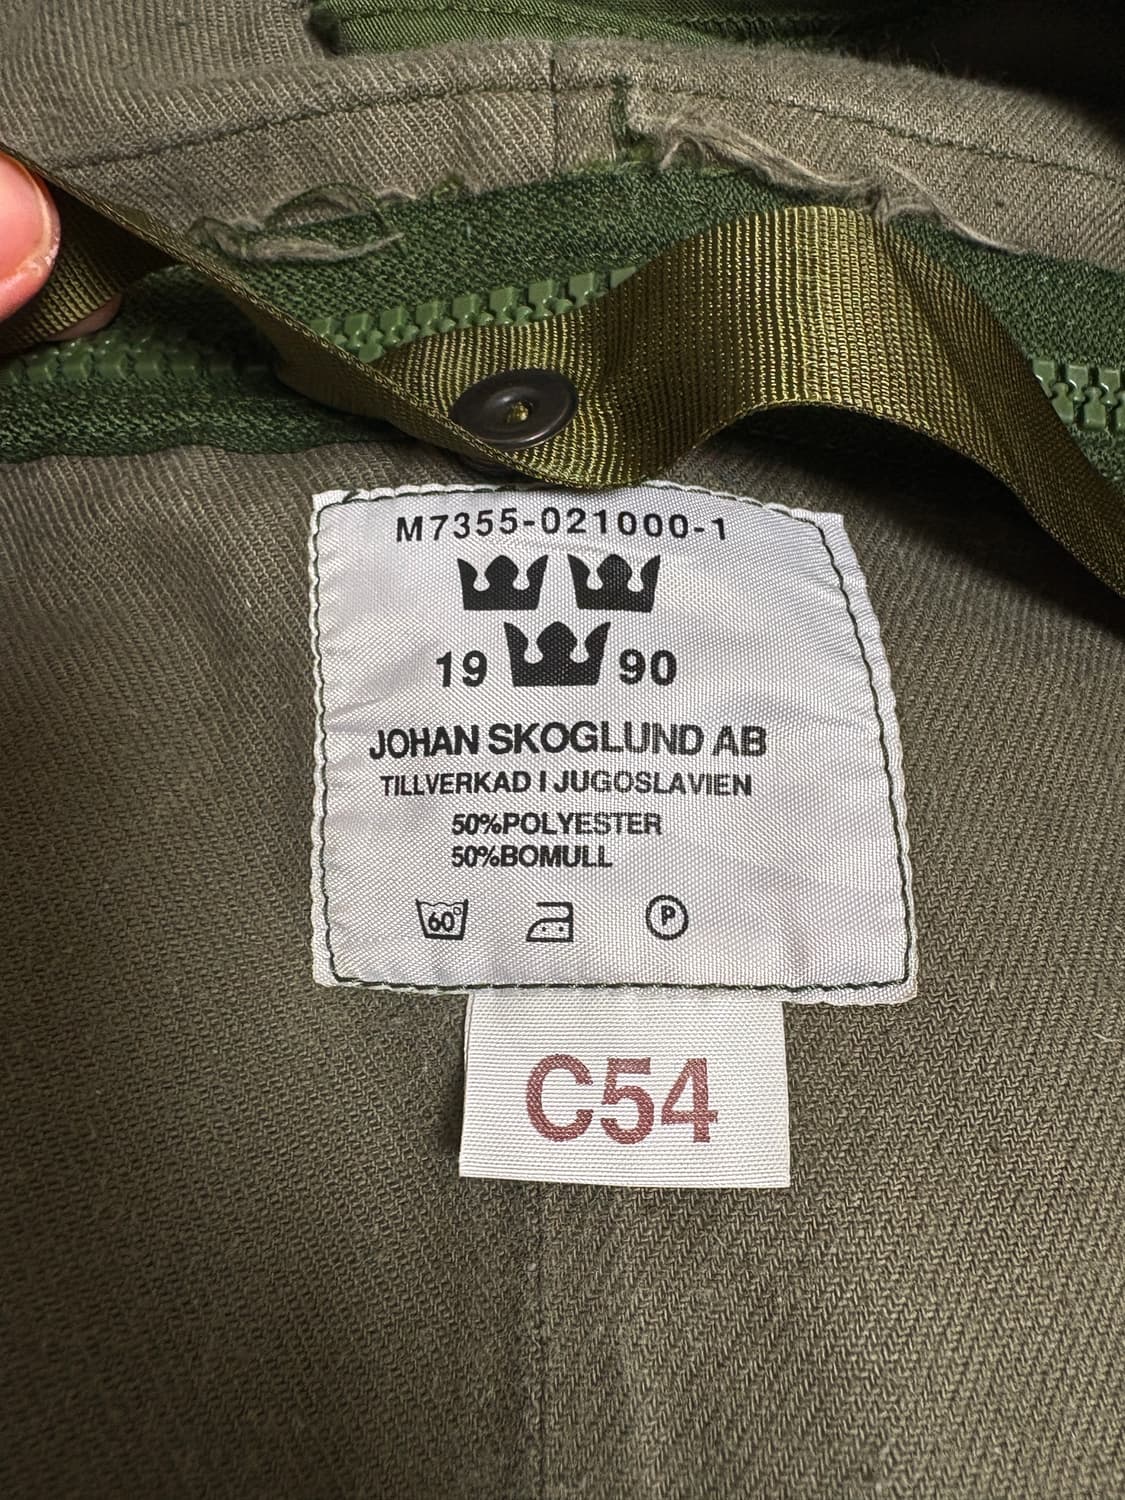 M7355-021000-1
19 90
JOHAN SKOGLUND AB
TILLVERKAD I JUGOSLAVIEN
50%POLYESTER
50%BOMULL
60° P
C54